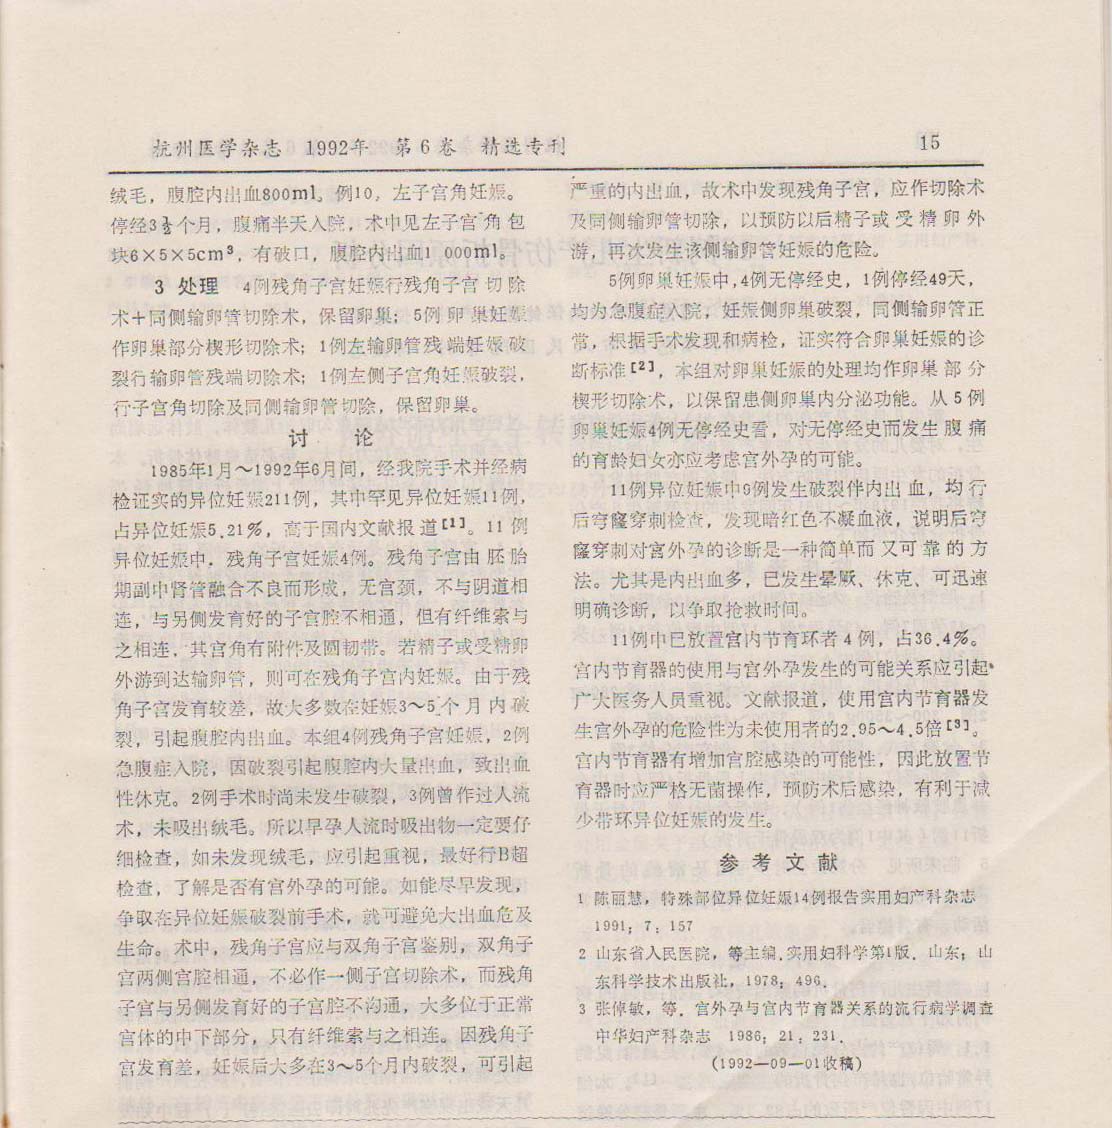 杭州医学杂志 1992年 第6卷 精选专刊 15
绒毛，腹腔内出血800ml。例10，左子宫角妊娠。
停经3½个月，腹痛半天入院，术中见左子宫角包
块6×5×5cm³，有破口，腹腔内出血1 000ml。
3 处理 4例残角子宫妊娠行残角子宫切除
术＋同侧输卵管切除术，保留卵巢；5例卵巢妊娠
作卵巢部分楔形切除术；1例左输卵管残端妊娠破
裂行输卵管残端切除术；1例左侧子宫角妊娠破裂，
行子宫角切除及同侧输卵管切除，保留卵巢。
讨 论
1985年1月～1992年6月间，经我院手术并经病
检证实的异位妊娠211例，其中罕见异位妊娠11例，
占异位妊娠5.21%，高于国内文献报道【1】。11例
异位妊娠中．残角子宫妊娠4例。残角子宫由胚胎
期副中肾管融合不良而形成，无宫颈，不与阴道相
连，与另侧发育好的子宫腔不相通，但有纤维索与
之相连．其宫角有附件及圆韧带。若精子或受精卵
外游到达输卵管，则可在残角子宫内妊娠。由于残
角子宫发育较差，故大多数在妊娠3～5个月内破
裂，引起腹腔内出血。本组4例残角子宫妊娠，2例
急腹症入院，因破裂引起腹腔内大量出血，致出血
性休克。2例手术时尚未发生破裂，3例曾作过人流
术，未吸出绒毛。所以早孕人流时吸出物一定要仔
细检查，如未发现绒毛，应引起重视，最好行B超
检查，了解是否有宫外孕的可能。如能尽早发现，
争取在异位妊娠破裂前手术，就可避免大出血危及
生命。术中，残角子宫应与双角子宫鉴别，双角子
宫两侧宫腔相通，不必作一侧子宫切除术，而残角
子宫与另侧发育好的子宫腔不沟通，大多位于正常
宫体的中下部分，只有纤维索与之相连。因残角子
宫发育差，妊娠后大多在3～5个月内破裂，可引起
严重的内出血，故术中发现残角子宫，应作切除术
及同侧输卵管切除，以预防以后精子或受精卵外
游，再次发生该侧输卵管妊娠的危险。
5例卵巢妊娠中，4例无停经史，1例停经49天，
均为急腹症入院，妊娠侧卵巢破裂，同侧输卵管正
常，根据手术发现和病检，证实符合卵巢妊娠的诊
断标准【2】，本组对卵巢妊娠的处理均作卵巢部分
楔形切除术，以保留患侧卵巢内分泌功能。从5例
卵巢妊娠4例无停经史看，对无停经史而发生腹痛
的育龄妇女亦应考虑宫外孕的可能。
11例异位妊娠中9例发生破裂伴内出血，均行
后穹窿穿刺检查，发现暗红色不凝血液，说明后穹
窿穿刺对宫外孕的诊断是一种简单而又可靠的方
法。尤其是内出血多，已发生晕厥、休克、可迅速
明确诊断，以争取抢救时间。
11例中已放置宫内节育环者4例，占36.4%。
宫内节育器的使用与宫外孕发生的可能关系应引起
广大医务人员重视。文献报道，使用宫内节育器发
生宫外孕的危险性为未使用者的2.95～4.5倍【3】。
宫内节育器有增加宫腔感染的可能性，因此放置节
育器时应严格无菌操作，预防术后感染，有利于减
少带环异位妊娠的发生。
参考文献
1 陈丽慧，特殊部位异位妊娠14例报告实用妇产科杂志
1991；7：157
2 山东省人民医院，等主编．实用妇科学第1版．山东：山
东科学技术出版社，1978；496．
3 张倬敏，等．宫外孕与宫内节育器关系的流行病学调查
中华妇产科杂志 1986；21：231．
（1992—09—01收稿）